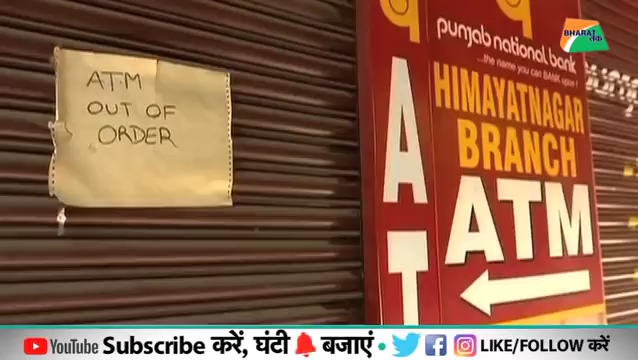 ATM
OUT OF
ORDER
punjab national bank
...the name you can BANK upon !
HIMAYATNAGAR
BRANCH
ATM
A
T
BHARAT
तक
YouTube Subscribe करें, घंटी बजाएं LIKE/FOLLOW करें